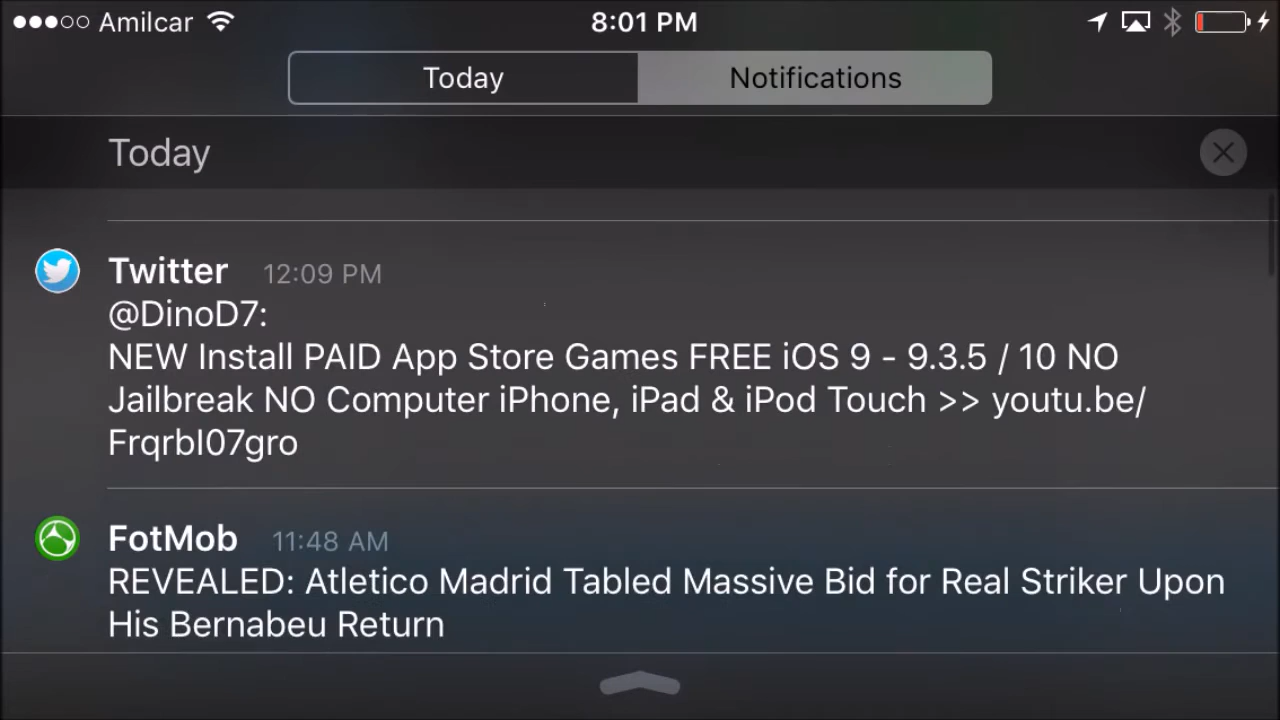 Amilcar 8:01 PM
Today Notifications
Today
Twitter 12:09 PM
@DinoD7:
NEW Install PAID App Store Games FREE iOS 9 - 9.3.5 / 10 NO
Jailbreak NO Computer iPhone, iPad & iPod Touch >> youtu.be/
FrqrbI07gro
FotMob 11:48 AM
REVEALED: Atletico Madrid Tabled Massive Bid for Real Striker Upon
His Bernabeu Return